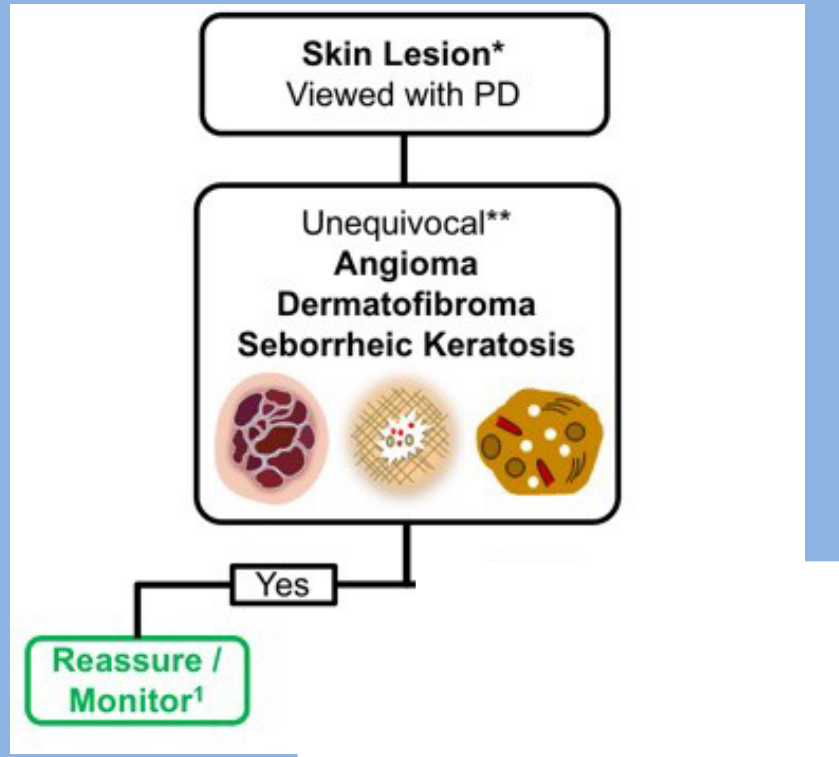 Skin Lesion*
Viewed with PD
Unequivocal**
Angioma
Dermatofibroma
Seborrheic Keratosis
Yes
Reassure /
Monitor¹